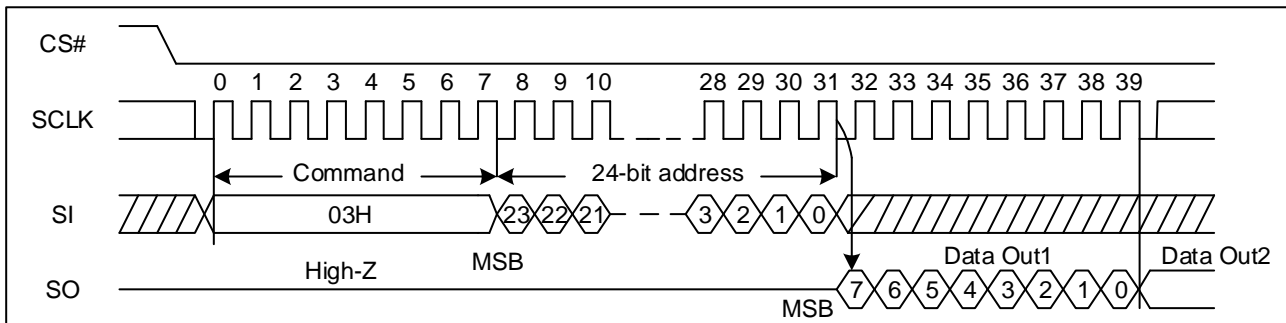 CS#
0 1 2 3 4 5 6 7 8 9 10 28 29 30 31 32 33 34 35 36 37 38 39
SCLK
Command 24-bit address
SI 03H 23 22 21 3 2 1 0
High-Z MSB Data Out1 Data Out2
SO MSB 7 6 5 4 3 2 1 0